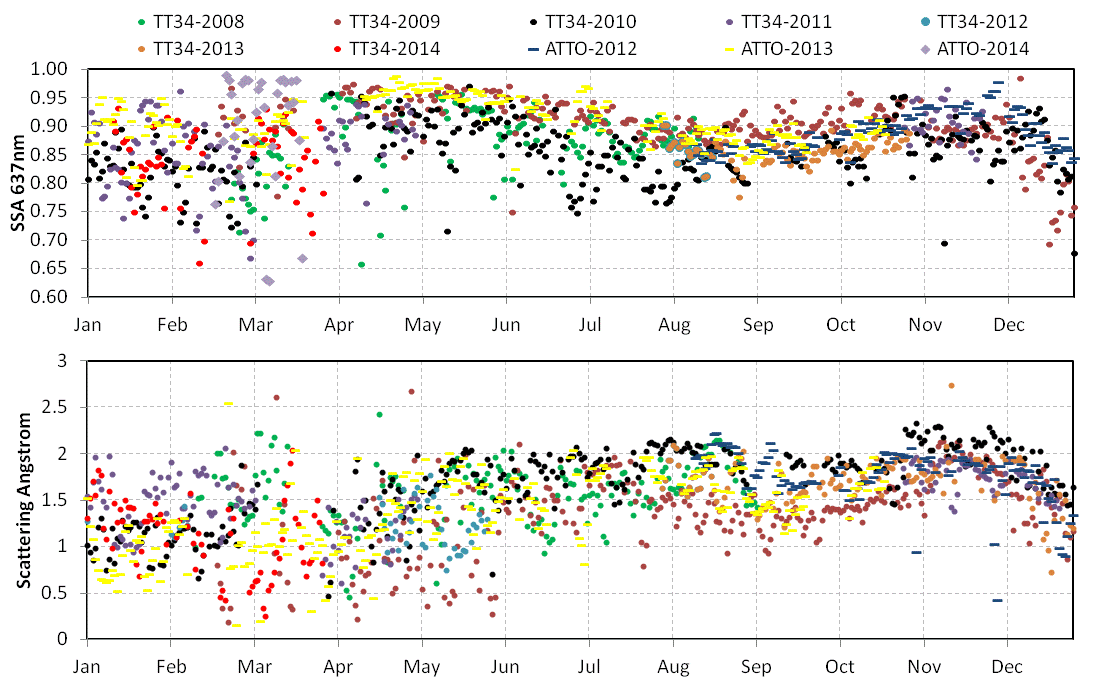 TT34-2008 TT34-2009 TT34-2010 TT34-2011 TT34-2012
TT34-2013 TT34-2014 ATTO-2012 ATTO-2013 ATTO-2014
SSA 637nm
1.00
0.95
0.90
0.85
0.80
0.75
0.70
0.65
0.60
Jan Feb Mar Apr May Jun Jul Aug Sep Oct Nov Dec
Scattering Angstrom
3
2.5
2
1.5
1
0.5
0
Jan Feb Mar Apr May Jun Jul Aug Sep Oct Nov Dec